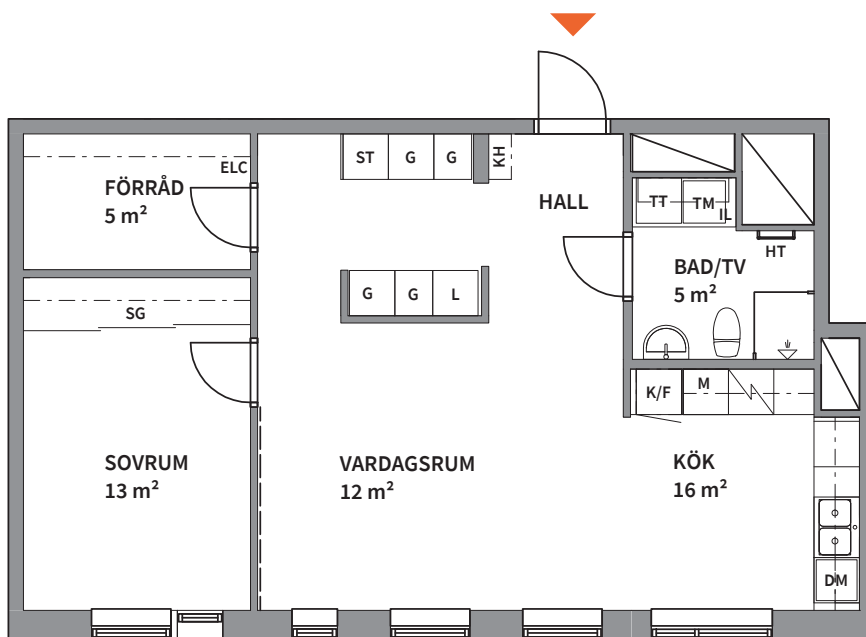 ST G G KH
ELC
FÖRRÅD
5 m²
HALL
TT TM IL
HT
BAD/TV
5 m²
G G L
SG
K/F M
SOVRUM
13 m²
VARDAGSRUM
12 m²
KÖK
16 m²
DM